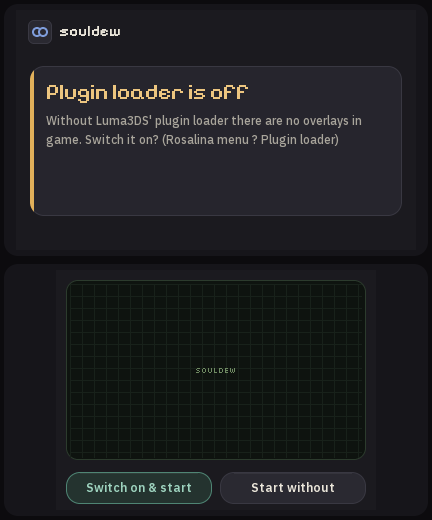 souldew
Plugin loader is off
Without Luma3DS' plugin loader there are no overlays in
game. Switch it on? (Rosalina menu ? Plugin loader)
SOULDEW
Switch on & start
Start without